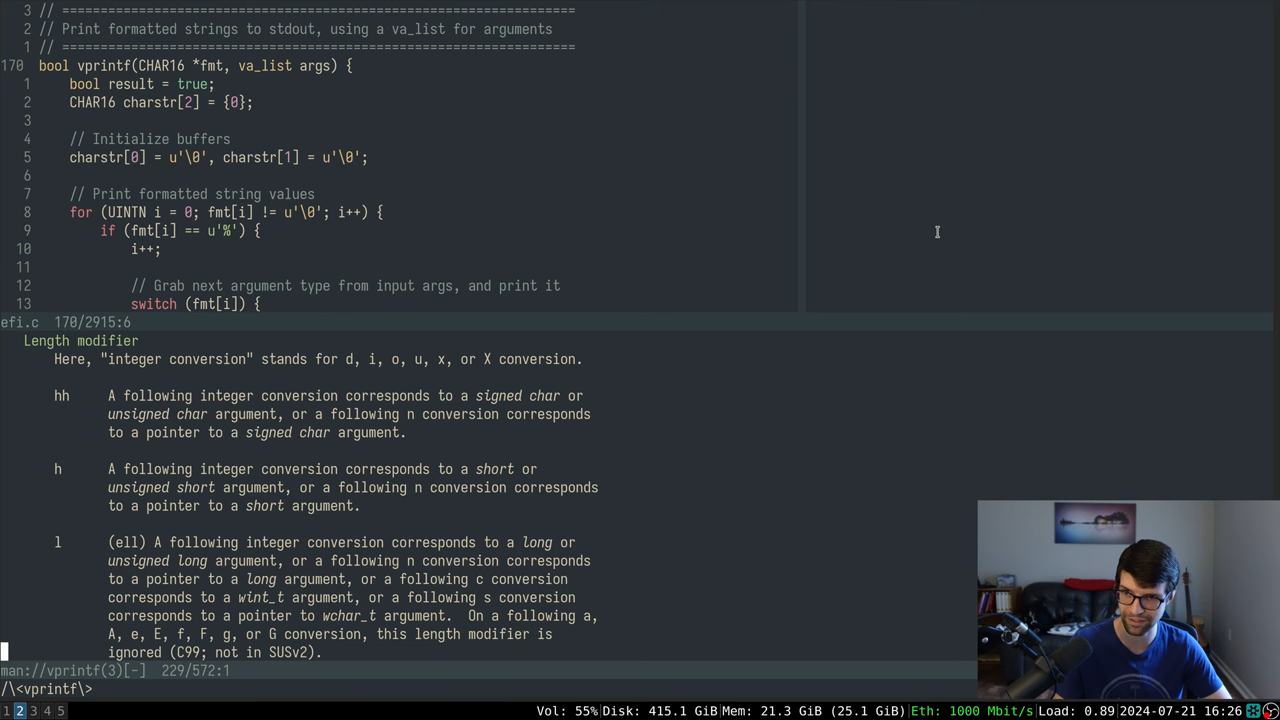 3 // ===================================================================
2 // Print formatted strings to stdout, using a va_list for arguments
1 // ===================================================================
170 bool vprintf(CHAR16 *fmt, va_list args) {
1     bool result = true;
2     CHAR16 charstr[2] = {0};
3
4     // Initialize buffers
5     charstr[0] = u'\0', charstr[1] = u'\0';
6
7     // Print formatted string values
8     for (UINTN i = 0; fmt[i] != u'\0'; i++) {
9         if (fmt[i] == u'%') {
10             i++;
11
12             // Grab next argument type from input args, and print it
13             switch (fmt[i]) {
efi.c 170/2915:6
Length modifier
Here, "integer conversion" stands for d, i, o, u, x, or X conversion.
hh     A following integer conversion corresponds to a signed char or
unsigned char argument, or a following n conversion corresponds
to a pointer to a signed char argument.
h      A following integer conversion corresponds to a short or
unsigned short argument, or a following n conversion corresponds
to a pointer to a short argument.
l      (ell) A following integer conversion corresponds to a long or
unsigned long argument, or a following n conversion corresponds
to a pointer to a long argument, or a following c conversion
corresponds to a wint_t argument, or a following s conversion
corresponds to a pointer to wchar_t argument.  On a following a,
A, e, E, f, F, g, or G conversion, this length modifier is
ignored (C99; not in SUSv2).
man://vprintf(3)[-] 229/572:1
/\<vprintf\>
1 2 3 4 5 Vol: 55% Disk: 415.1 GiB Mem: 21.3 GiB (25.1 GiB) Eth: 1000 Mbit/s Load: 0.89 2024-07-21 16:26